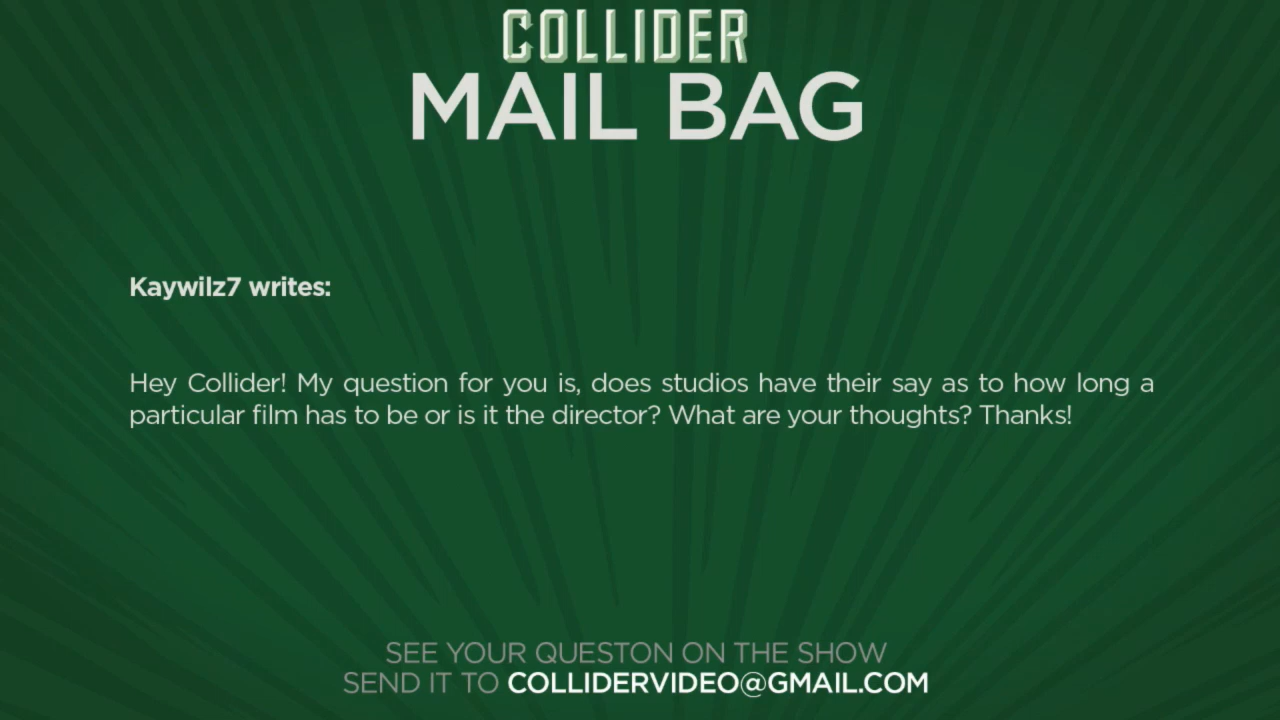 COLLIDER
MAIL BAG
Kaywilz7 writes:
Hey Collider! My question for you is, does studios have their say as to how long a
particular film has to be or is it the director? What are your thoughts? Thanks!
SEE YOUR QUESTON ON THE SHOW
SEND IT TO COLLIDERVIDEO@GMAIL.COM